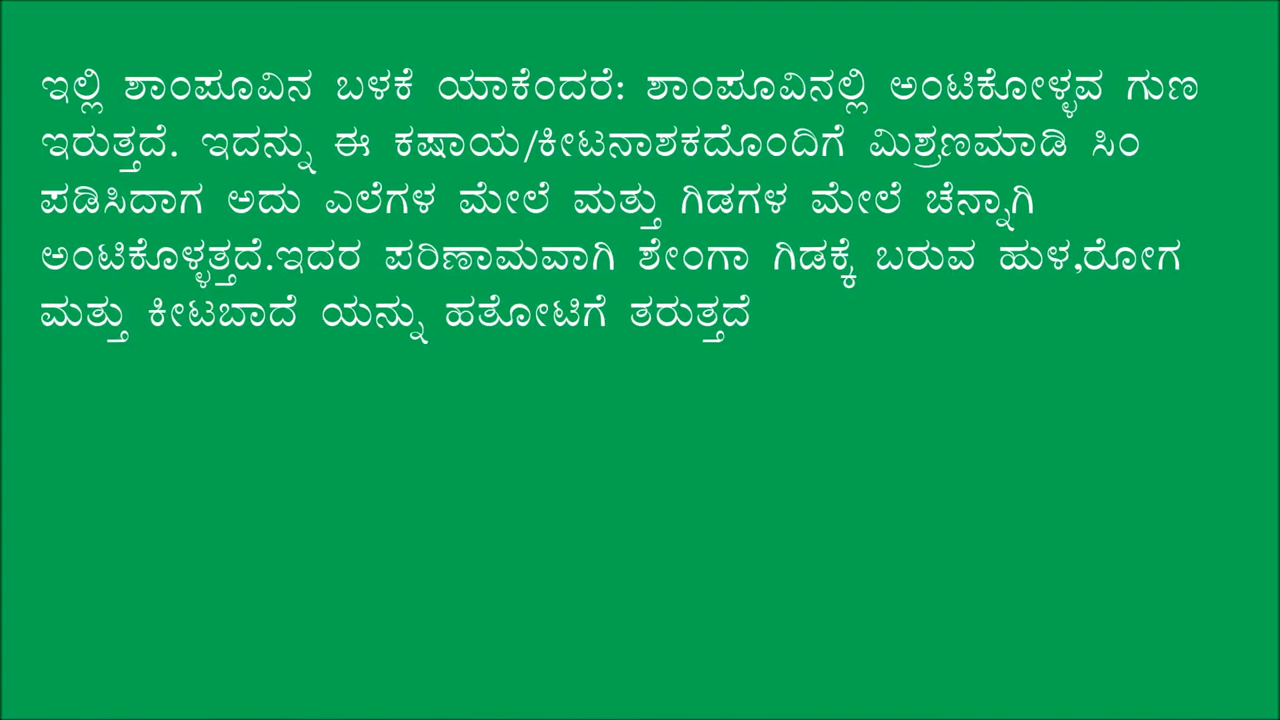 ಇಲ್ಲಿ ಶಾಂಪೂವಿನ ಬಳಕೆ ಯಾಕೆಂದರೆ: ಶಾಂಪೂವಿನಲ್ಲಿ ಅಂಟಿಕೋಳ್ಳವ ಗುಣ
ಇರುತ್ತದೆ. ಇದನ್ನು ಈ ಕಷಾಯ/ಕೀಟನಾಶಕದೊಂದಿಗೆ ಮಿಶ್ರಣಮಾಡಿ ಸಿಂ
ಪಡಿಸಿದಾಗ ಅದು ಎಲೆಗಳ ಮೇಲೆ ಮತ್ತು ಗಿಡಗಳ ಮೇಲೆ ಚೆನ್ನಾಗಿ
ಅಂಟಿಕೊಳ್ಳತ್ತದೆ.ಇದರ ಪರಿಣಾಮವಾಗಿ ಶೇಂಗಾ ಗಿಡಕ್ಕೆ ಬರುವ ಹುಳ,ರೋಗ
ಮತ್ತು ಕೀಟಬಾದೆ ಯನ್ನು ಹತೋಟಿಗೆ ತರುತ್ತದೆ